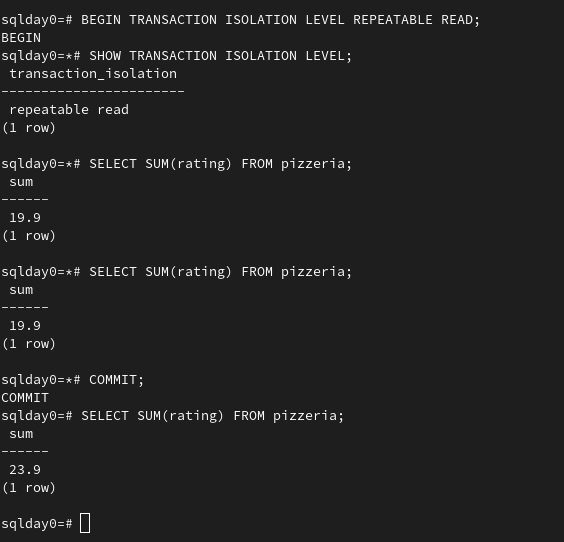 sqlday0=# BEGIN TRANSACTION ISOLATION LEVEL REPEATABLE READ;
BEGIN
sqlday0=*# SHOW TRANSACTION ISOLATION LEVEL;
 transaction_isolation
-----------------------
 repeatable read
(1 row)

sqlday0=*# SELECT SUM(rating) FROM pizzeria;
 sum
------
 19.9
(1 row)

sqlday0=*# SELECT SUM(rating) FROM pizzeria;
 sum
------
 19.9
(1 row)

sqlday0=*# COMMIT;
COMMIT
sqlday0=# SELECT SUM(rating) FROM pizzeria;
 sum
------
 23.9
(1 row)

sqlday0=#